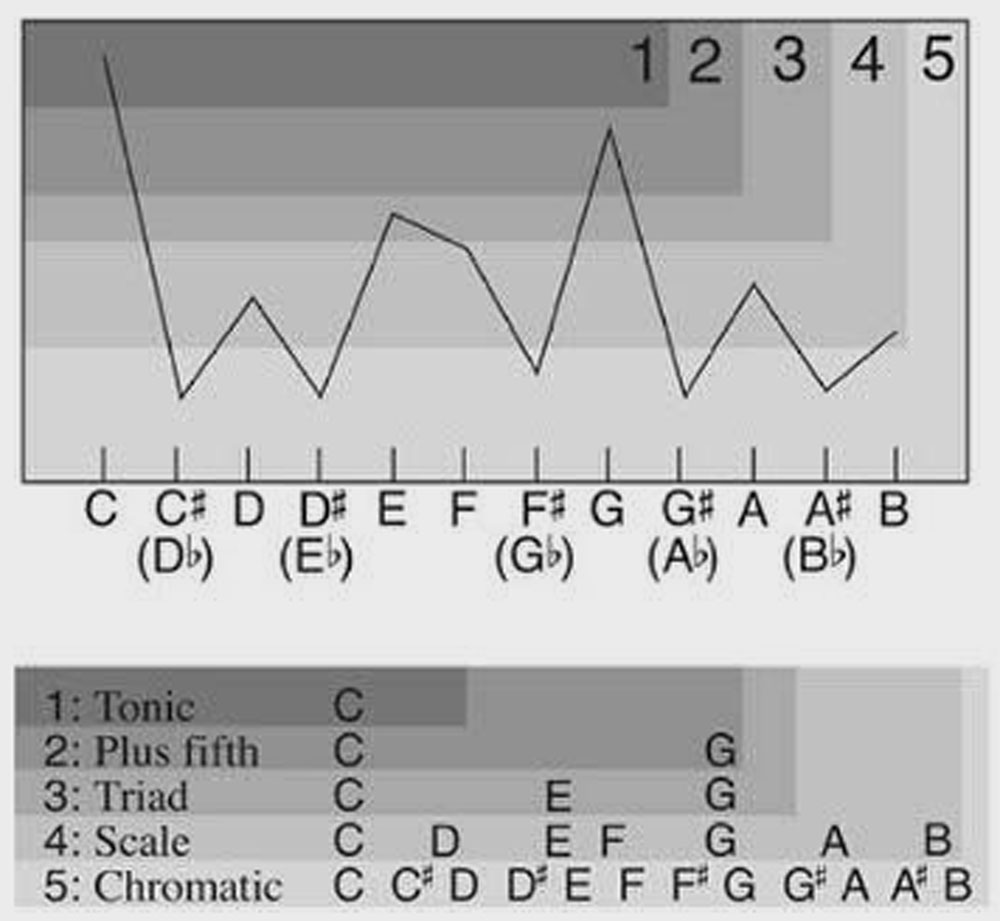 1 2 3 4 5
C C♯ D D♯ E F F♯ G G♯ A A♯ B
(D♭) (E♭) (G♭) (A♭) (B♭)
1: Tonic C
2: Plus fifth C G
3: Triad C E G
4: Scale C D E F G A B
5: Chromatic C C♯ D D♯ E F F♯ G G♯ A A♯ B